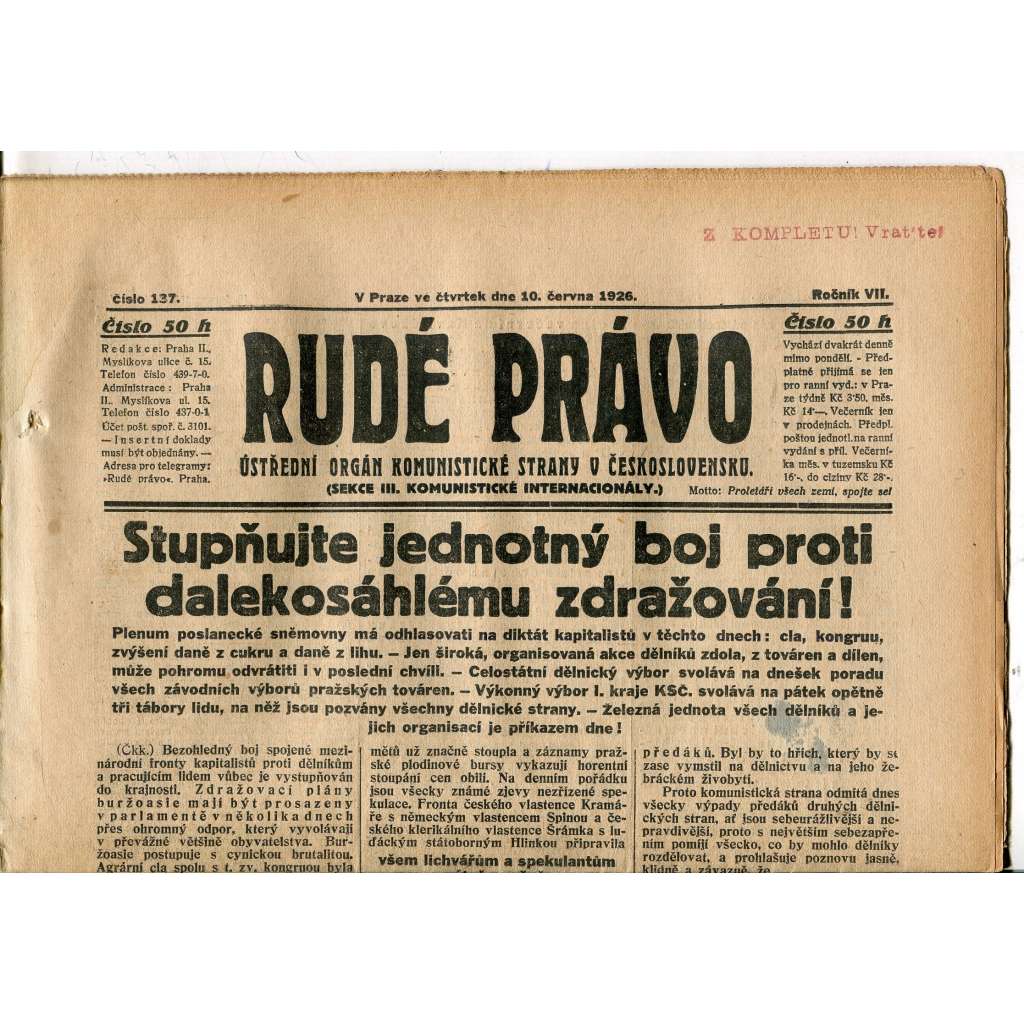 Z KOMPLETU! Vraťte!
Číslo 137.
V Praze ve čtvrtek dne 10. června 1926.
Ročník VII.
Číslo 50 h
Redakce: Praha II.,
Myslíkova ulice č. 15.
Telefon číslo 439-7-0.
Administrace: Praha
II., Myslíkova ul. 15.
Telefon číslo 437-0-1
Účet pošt. spoř. č. 3101.
— Insertní doklady
musí být objednány. —
Adresa pro telegramy:
»Rudé právo«. Praha.
RUDÉ PRÁVO
ÚSTŘEDNÍ ORGÁN KOMUNISTICKÉ STRANY V ČESKOSLOVENSKU.
(SEKCE III. KOMUNISTICKÉ INTERNACIONÁLY.)
Číslo 50 h
Vychází dvakrát denně
mimo pondělí. - Před-
platné přijímá se jen
pro ranní vyd.: v Pra-
ze týdně Kč 3·50, měs.
Kč 14·—, Večerník jen
v prodejnách. Předpl.
poštou jednotl. na ranní
vydání s příl. Večerní-
ka měs. v tuzemsku Kč
16·-, do ciziny Kč 28·-.
Motto: Proletáři všech zemí, spojte se!
Stupňujte jednotný boj proti
dalekosáhlému zdražování!
Plenum poslanecké sněmovny má odhlasovati na diktát kapitalistů v těchto dnech: cla, kongruu,
zvýšení daně z cukru a daně z lihu. — Jen široká, organisovaná akce dělníků zdola, z továren a dílen,
může pohromu odvrátiti i v poslední chvíli. — Celostátní dělnický výbor svolává na dnešek poradu
všech závodních výborů pražských továren. — Výkonný výbor I. kraje KSČ. svolává na pátek opětně
tři tábory lidu, na něž jsou pozvány všechny dělnické strany. — Železná jednota všech dělníků a je-
jich organisací je příkazem dne!
(Čkk.) Bezohledný boj spojené mezi-
národní fronty kapitalistů proti dělníkům
a pracujícím lidem vůbec je vystupňován
do krajnosti. Zdražovací plány
buržoasie mají být prosazeny
v parlamentě v několika dnech
přes ohromný odpor, který vyvolávají
v převážné většině obyvatelstva. Bur-
žoasie postupuje s cynickou brutalitou.
Agrární cla spolu s t. zv. kongruou byla
mětů už značně stoupla a záznamy praž-
ské plodinové bursy vykazují horentní
stoupání cen obilí. Na denním pořádku
jsou všecky známé zjevy nezřízené spe-
kulace. Fronta českého vlastence Kramá-
ře s německým vlastencem Spinou a če-
ského klerikálního vlastence Šrámka s lu-
ďáckým státoborným Hlinkou připravila
všem lichvářům a spekulantům
předáků. Byl by to hřích, který by se
zase vymstil na dělnictvu a na jeho že-
bráckém živobytí.
Proto komunistická strana odmítá dnes
všecky výpady předáků druhých dělnic-
kých stran, ať jsou sebeurážlivější a ne-
pravdivější, proto s největším sebezapře-
ním pomíjí všecko, co by mohlo dělníky
rozdělovat, a prohlašuje poznovu jasně,
klidně a závazně, že